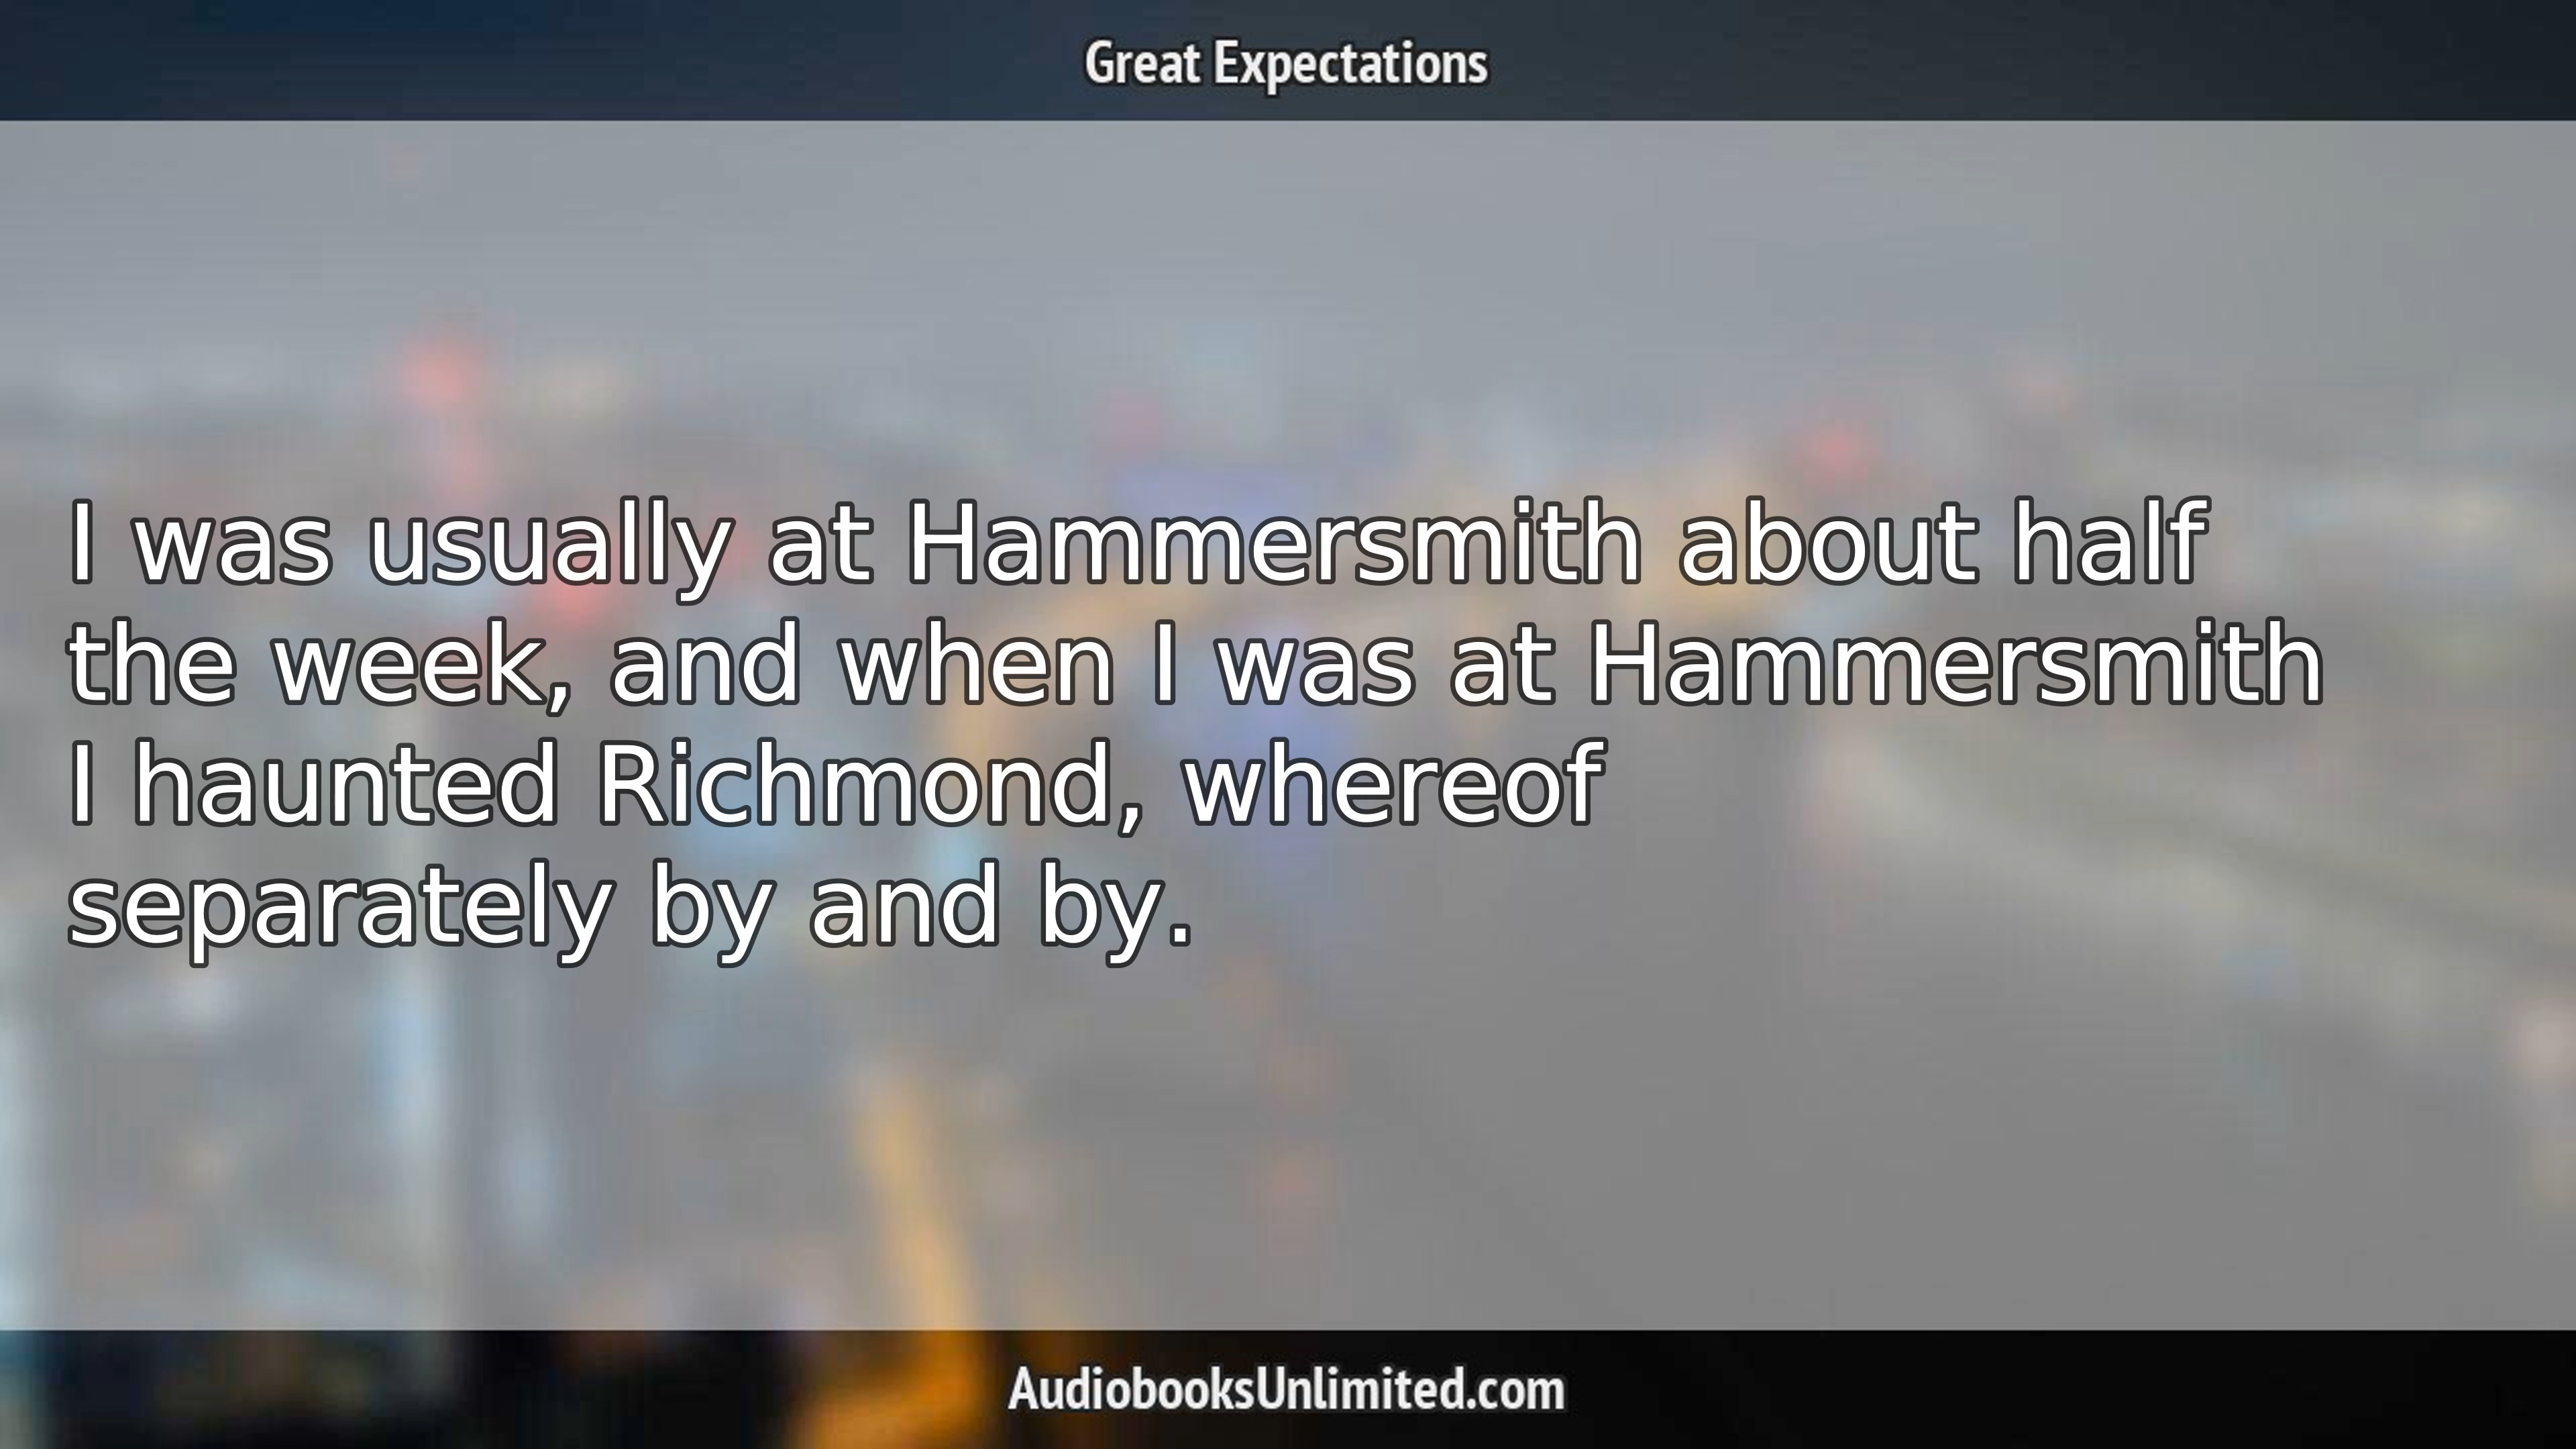 Great Expectations
I was usually at Hammersmith about half
the week, and when I was at Hammersmith
I haunted Richmond, whereof
separately by and by.
AudiobooksUnlimited.com